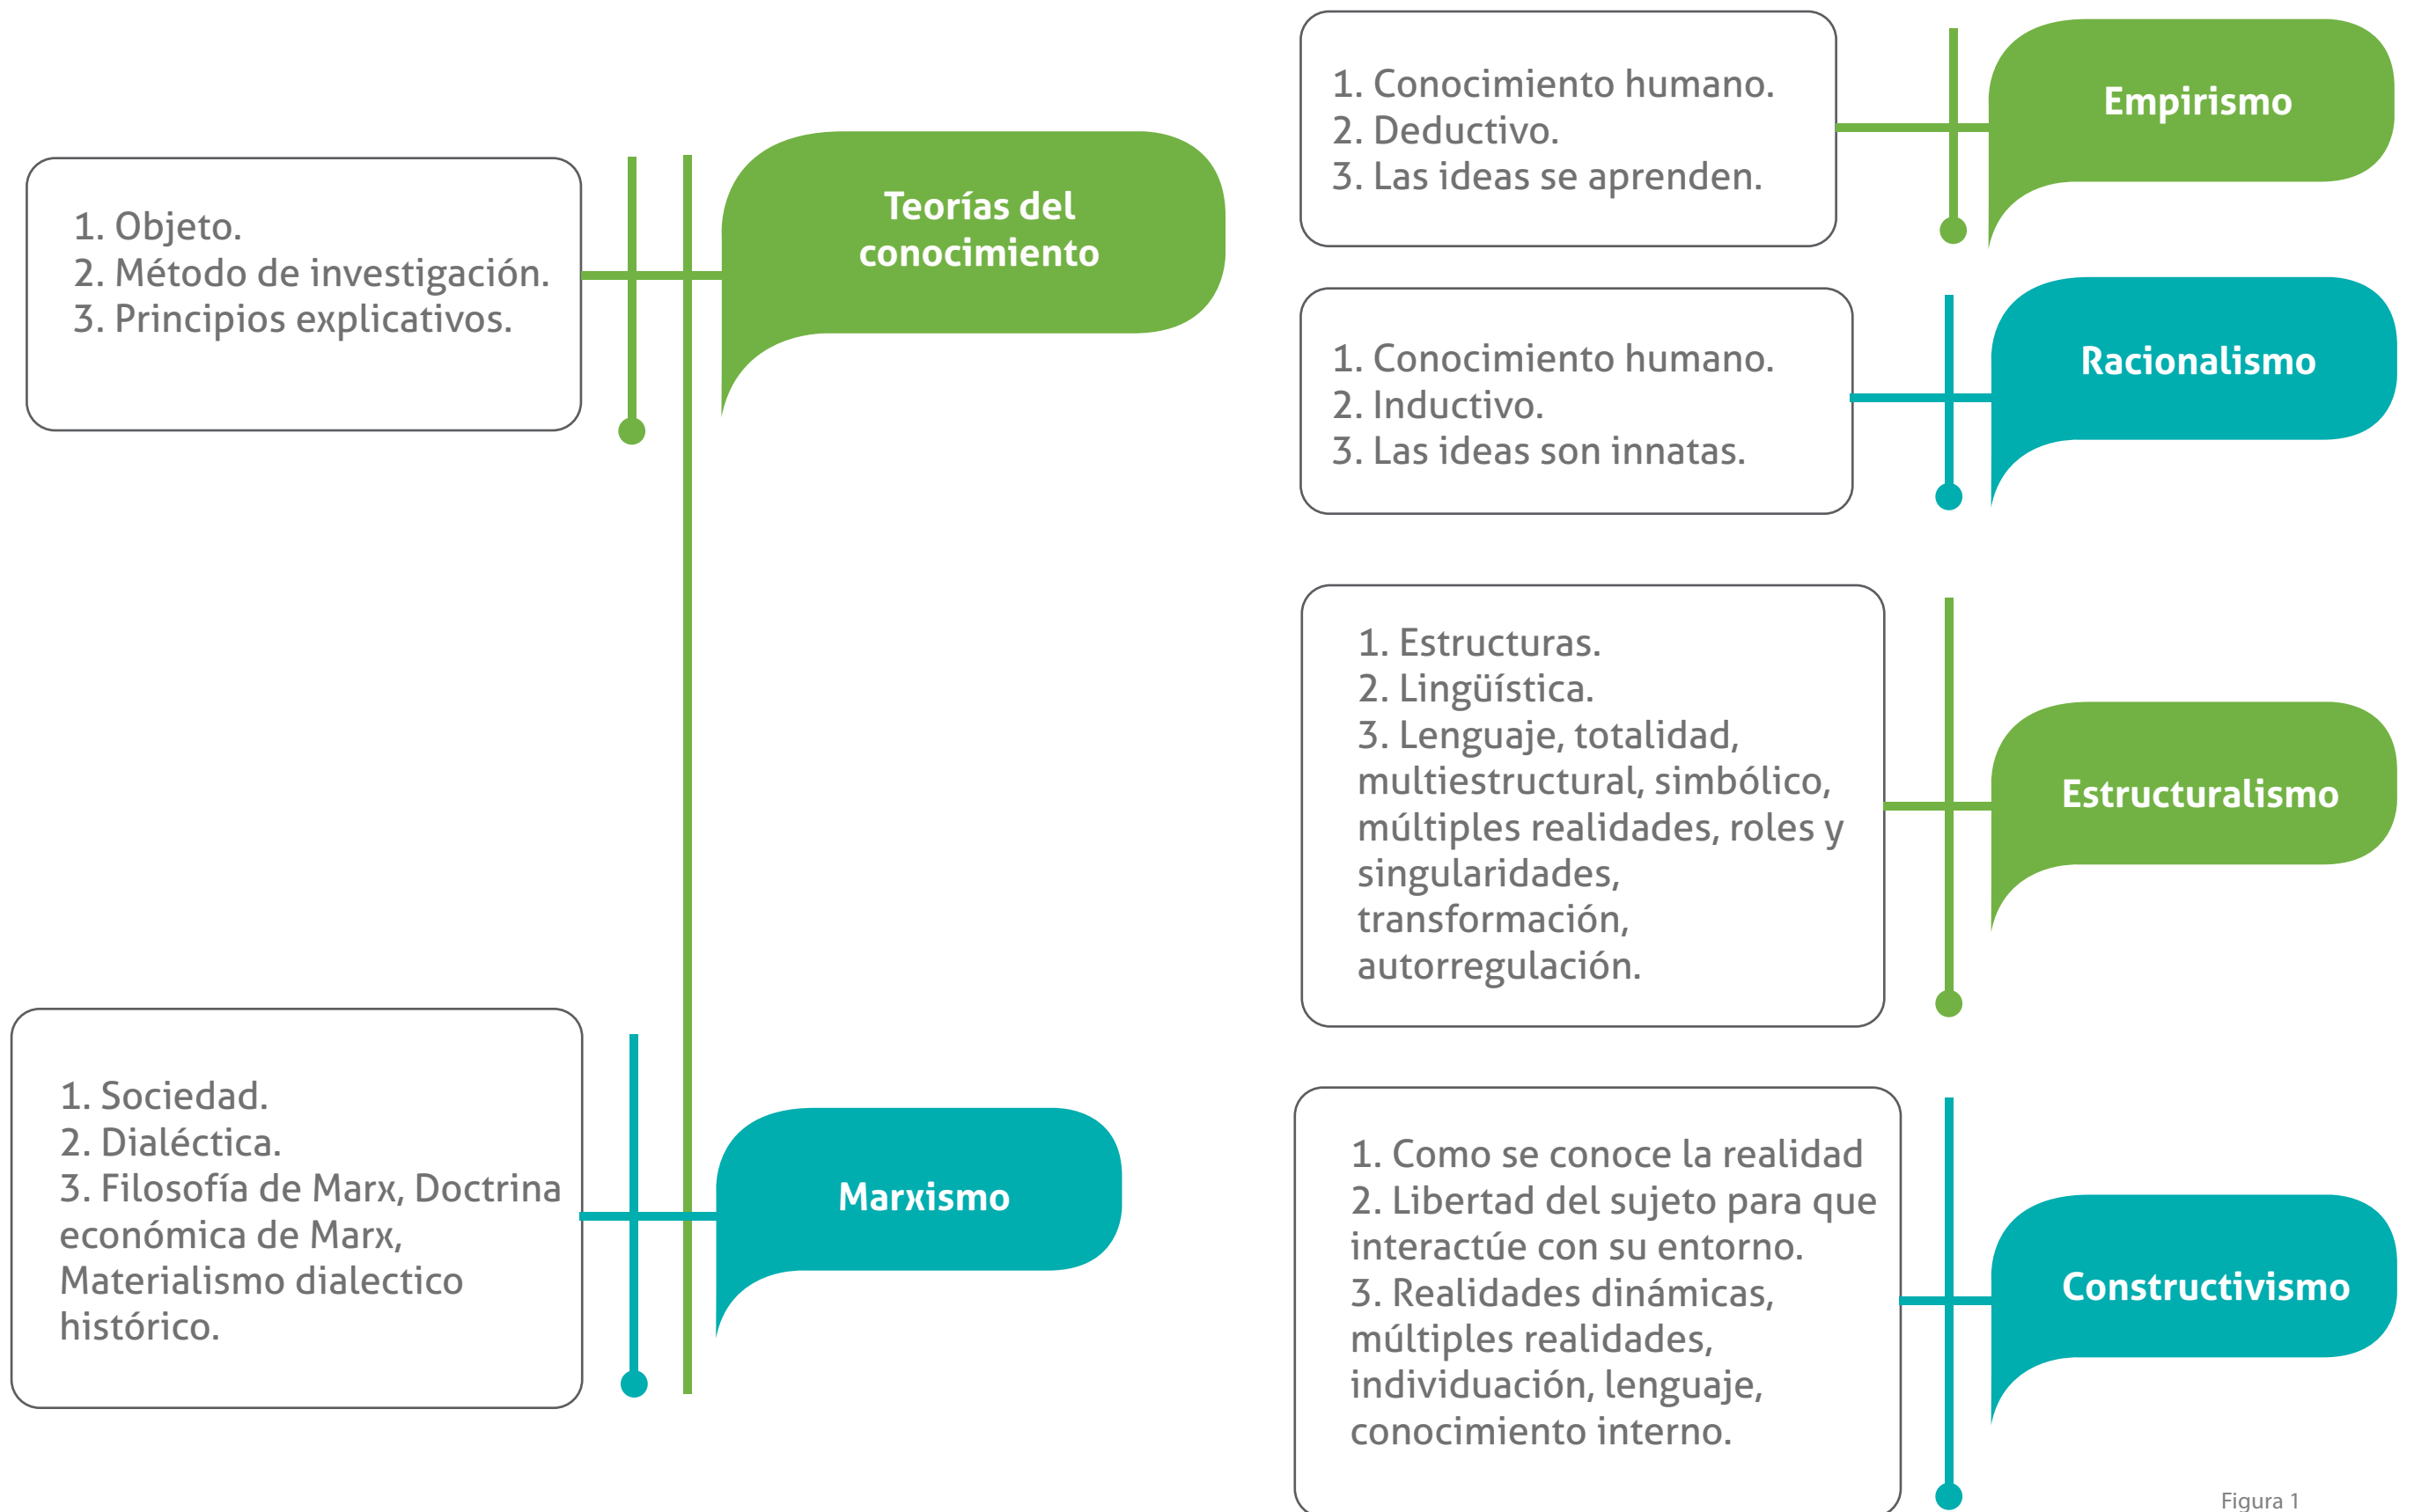 1. Objeto.
2. Método de investigación.
3. Principios explicativos.
Teorías del
conocimiento
1. Sociedad.
2. Dialéctica.
3. Filosofía de Marx, Doctrina
económica de Marx,
Materialismo dialectico
histórico.
Marxismo
1. Conocimiento humano.
2. Deductivo.
3. Las ideas se aprenden.
Empirismo
1. Conocimiento humano.
2. Inductivo.
3. Las ideas son innatas.
Racionalismo
1. Estructuras.
2. Lingüística.
3. Lenguaje, totalidad,
multiestructural, simbólico,
múltiples realidades, roles y
singularidades,
transformación,
autorregulación.
Estructuralismo
1. Como se conoce la realidad
2. Libertad del sujeto para que
interactúe con su entorno.
3. Realidades dinámicas,
múltiples realidades,
individuación, lenguaje,
conocimiento interno.
Constructivismo
Figura 1